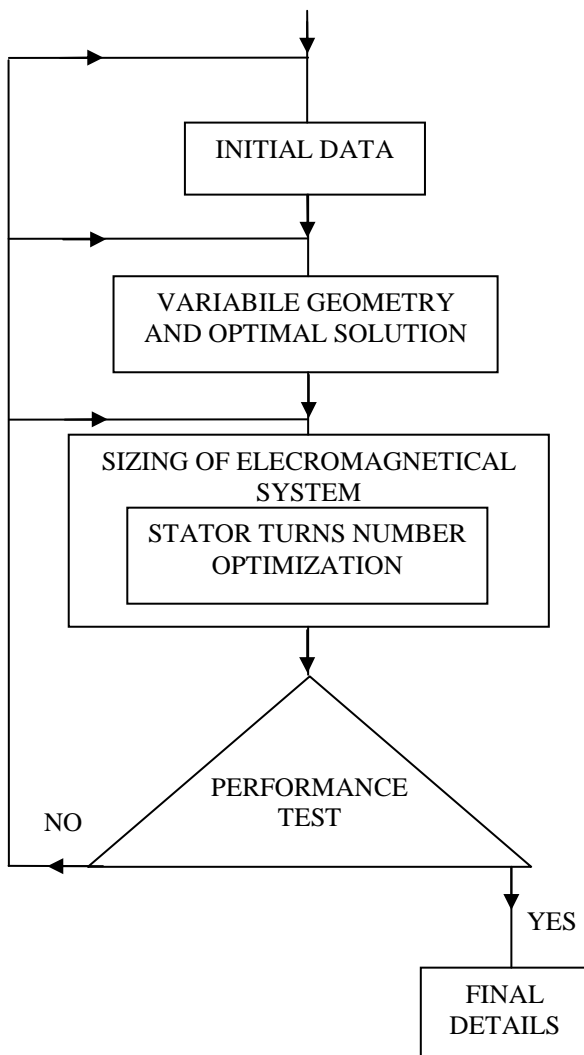 INITIAL DATA
VARIABILE GEOMETRY
AND OPTIMAL SOLUTION
SIZING OF ELECROMAGNETICAL
SYSTEM
STATOR TURNS NUMBER
OPTIMIZATION
PERFORMANCE
TEST
NO
YES
FINAL
DETAILS